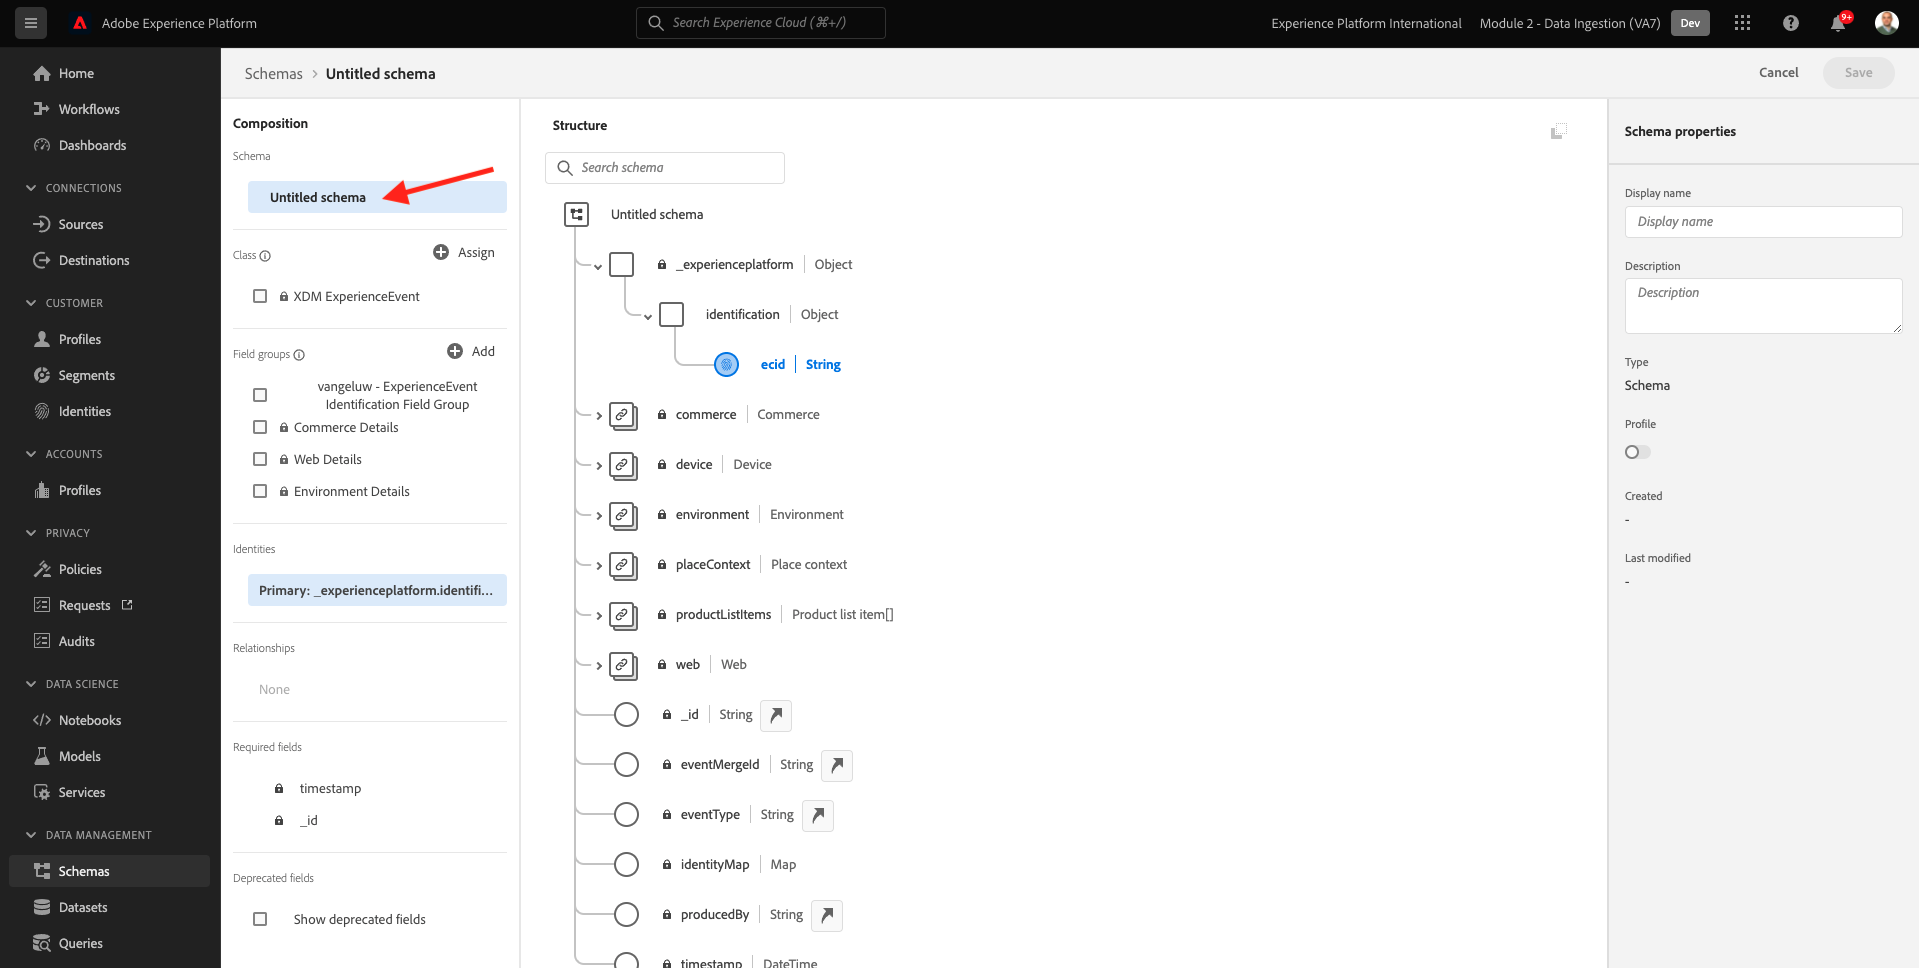 Adobe Experience Platform
Search Experience Cloud (⌘+/)
Experience Platform International
Module 2 - Data Ingestion (VA7)
Dev
9+
Home
Workflows
Dashboards
CONNECTIONS
Sources
Destinations
CUSTOMER
Profiles
Segments
Identities
ACCOUNTS
Profiles
PRIVACY
Policies
Requests
Audits
DATA SCIENCE
Notebooks
Models
Services
DATA MANAGEMENT
Schemas
Datasets
Queries
Schemas > Untitled schema
Cancel
Save
Composition
Schema
Untitled schema
Class
Assign
XDM ExperienceEvent
Field groups
Add
vangeluw - ExperienceEvent
Identification Field Group
Commerce Details
Web Details
Environment Details
Identities
Primary: _experienceplatform.identifi...
Relationships
None
Required fields
timestamp
_id
Deprecated fields
Show deprecated fields
Structure
Search schema
Untitled schema
_experienceplatform | Object
identification | Object
ecid | String
commerce | Commerce
device | Device
environment | Environment
placeContext | Place context
productListItems | Product list item[]
web | Web
_id | String
eventMergeId | String
eventType | String
identityMap | Map
producedBy | String
timestamp | DateTime
Schema properties
Display name
Display name
Description
Description
Type
Schema
Profile
Created
-
Last modified
-